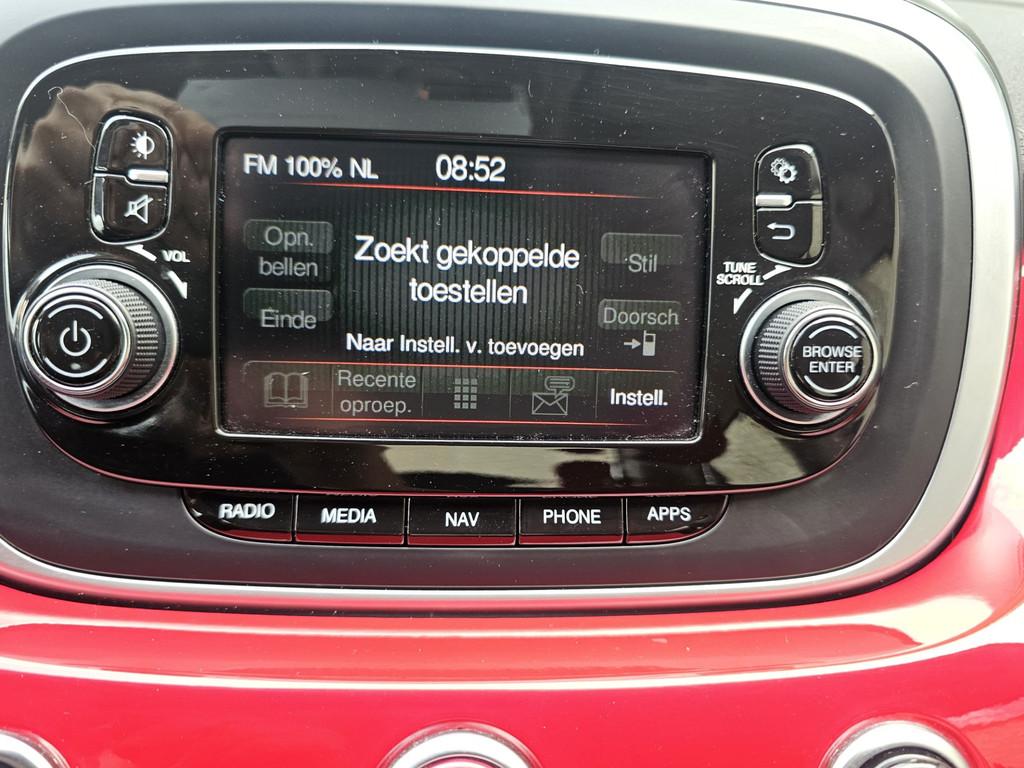 FM 100% NL 08:52
VOL
TUNE
SCROLL
Opn.
bellen
Zoekt gekoppelde
toestellen
Stil
Einde
Doorsch
Naar Instell. v. toevoegen
BROWSE
ENTER
Recente
oproep.
Instell.
RADIO MEDIA NAV PHONE APPS